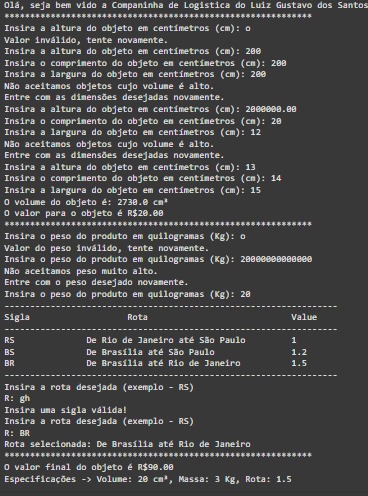 Olá, seja bem vido a Companinha de Logistica do Luiz Gustavo dos Santos
************************************************************
Insira a altura do objeto em centímetros (cm): o
Valor inválido, tente novamente.
Insira a altura do objeto em centímetros (cm): 200
Insira o comprimento do objeto em centímetros (cm): 200
Insira a largura do objeto em centímetros (cm): 200
Não aceitamos objetos cujo volume é alto.
Entre com as dimensões desejadas novamente.
Insira a altura do objeto em centímetros (cm): 2000000.00
Insira o comprimento do objeto em centímetros (cm): 20
Insira a largura do objeto em centímetros (cm): 12
Não aceitamos objetos cujo volume é alto.
Entre com as dimensões desejadas novamente.
Insira a altura do objeto em centímetros (cm): 13
Insira o comprimento do objeto em centímetros (cm): 14
Insira a largura do objeto em centímetros (cm): 15
O volume do objeto é: 2730.0 cm³
O valor para o objeto é R$20.00
************************************************************
Insira o peso do produto em quilogramas (Kg): o
Valor do peso inválido, tente novamente.
Insira o peso do produto em quilogramas (Kg): 20000000000000
Não aceitamos peso muito alto.
Entre com o peso desejado novamente.
Insira o peso do produto em quilogramas (Kg): 20
-----------------------------------------------------------------
Sigla Rota Value
-----------------------------------------------------------------
RS De Rio de Janeiro até São Paulo 1
BS De Brasília até São Paulo 1.2
BR De Brasília até Rio de Janeiro 1.5
-----------------------------------------------------------------
Insira a rota desejada (exemplo - RS)
R: gh
Insira uma sigla válida!
Insira a rota desejada (exemplo - RS)
R: BR
Rota selecionada: De Brasília até Rio de Janeiro
************************************************************
O valor final do objeto é R$90.00
Especificações -> Volume: 20 cm³, Massa: 3 Kg, Rota: 1.5